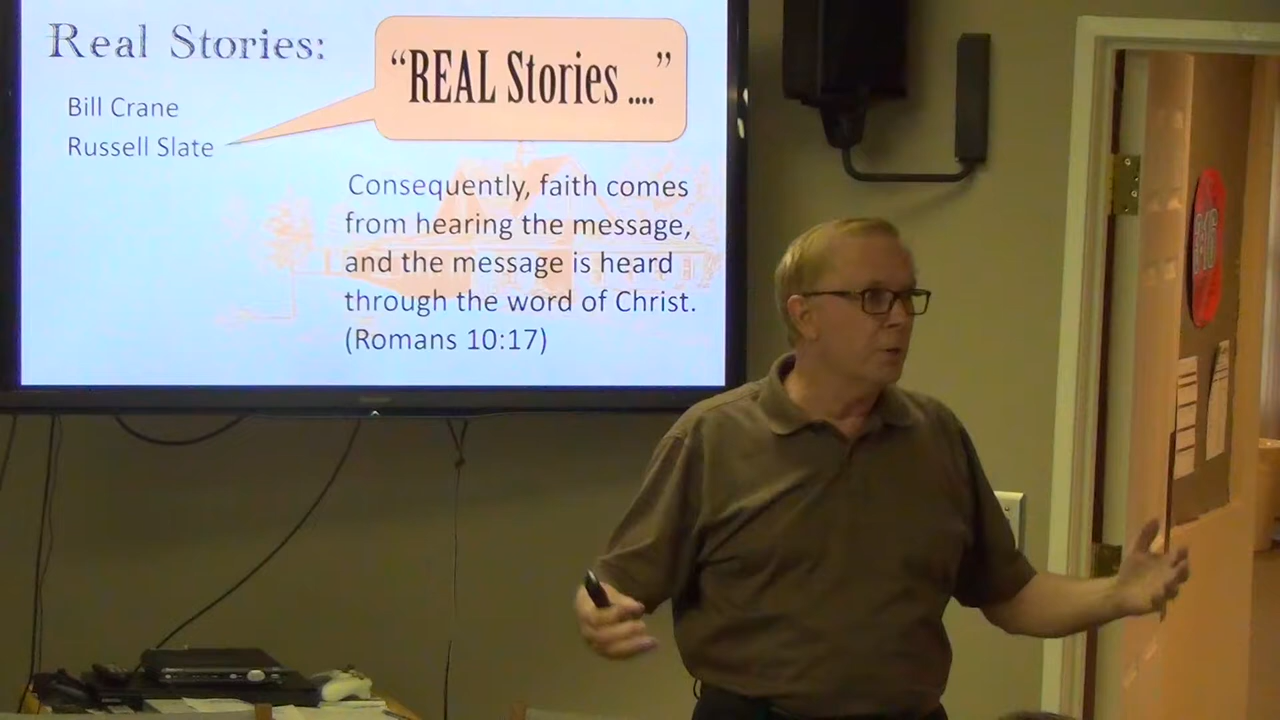 Real Stories:
"REAL Stories ...."
Bill Crane
Russell Slate
Consequently, faith comes
from hearing the message,
and the message is heard
through the word of Christ.
(Romans 10:17)